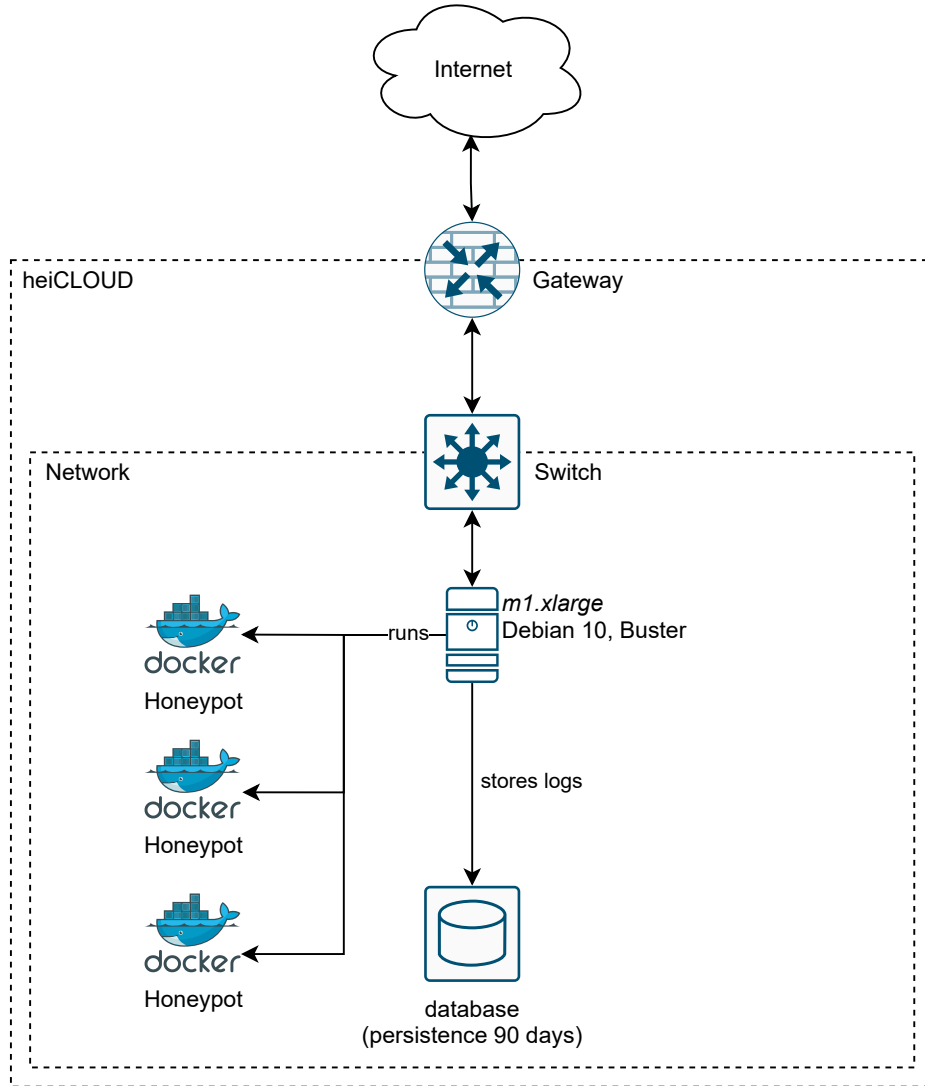 Internet
heiCLOUD
Gateway
Network
Switch
m1.xlarge
Debian 10, Buster
runs
docker
Honeypot
stores logs
docker
Honeypot
docker
Honeypot
database
(persistence 90 days)